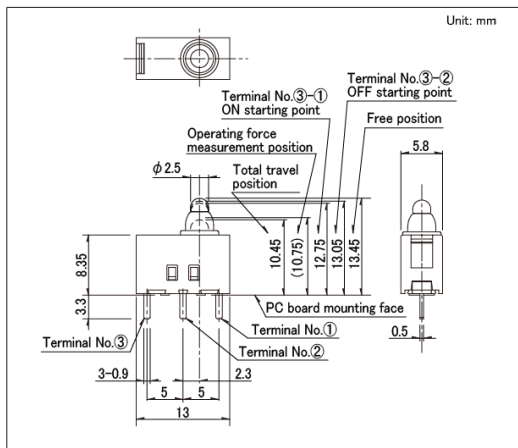 Unit: mm
Terminal No.③-②
OFF starting point
Terminal No.③-①
ON starting point
Free position
Operating force
measurement position
5.8
φ2.5
Total travel
position
8.35
10.45
(10.75)
12.75
13.05
13.45
3.3
PC board mounting face
Terminal No.①
Terminal No.③
Terminal No.②
0.5
3-0.9
2.3
5
5
13